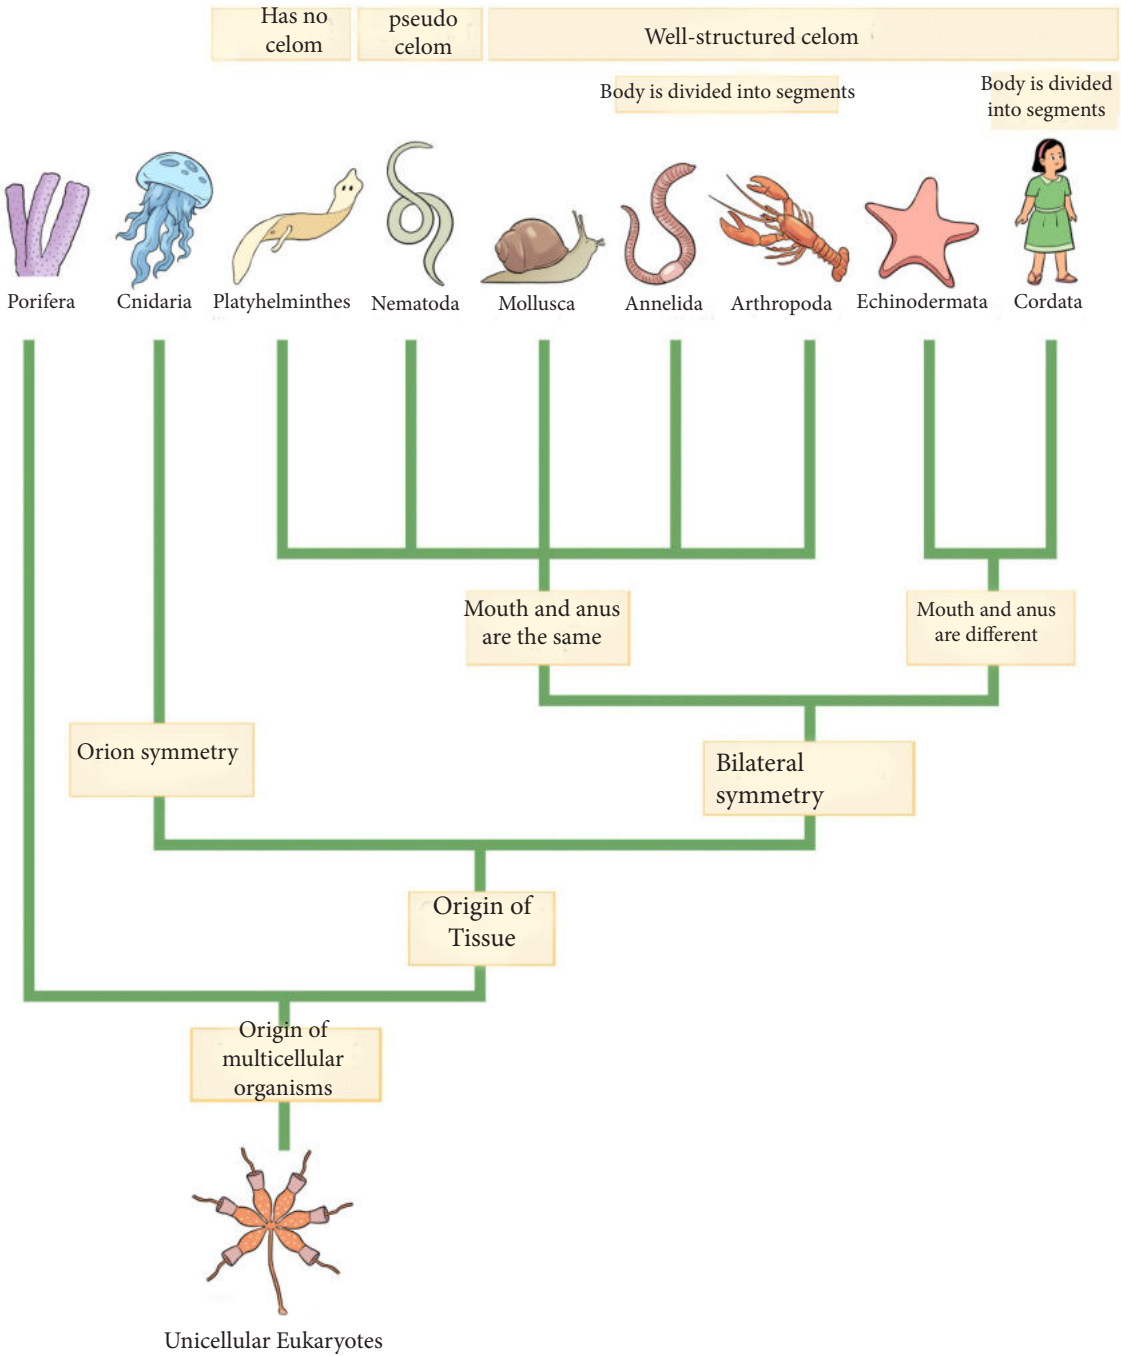 Has no
celom
pseudo
celom
Well-structured celom
Body is divided into segments
Body is divided
into segments
Porifera
Cnidaria
Platyhelminthes
Nematoda
Mollusca
Annelida
Arthropoda
Echinodermata
Cordata
Mouth and anus
are the same
Mouth and anus
are different
Orion symmetry
Bilateral
symmetry
Origin of
Tissue
Origin of
multicellular
organisms
Unicellular Eukaryotes